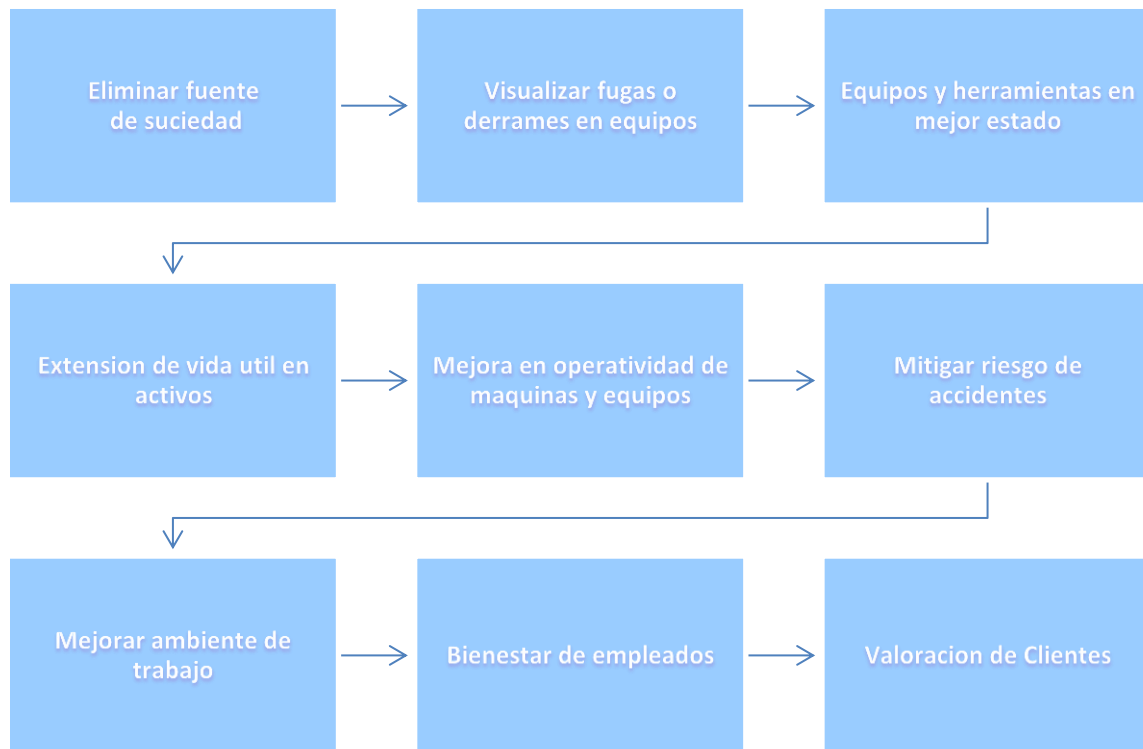 Eliminar fuente
de suciedad
Visualizar fugas o
derrames en equipos
Equipos y herramientas en
mejor estado
Extension de vida util en
activos
Mejora en operatividad de
maquinas y equipos
Mitigar riesgo de
accidentes
Mejorar ambiente de
trabajo
Bienestar de empleados
Valoracion de Clientes